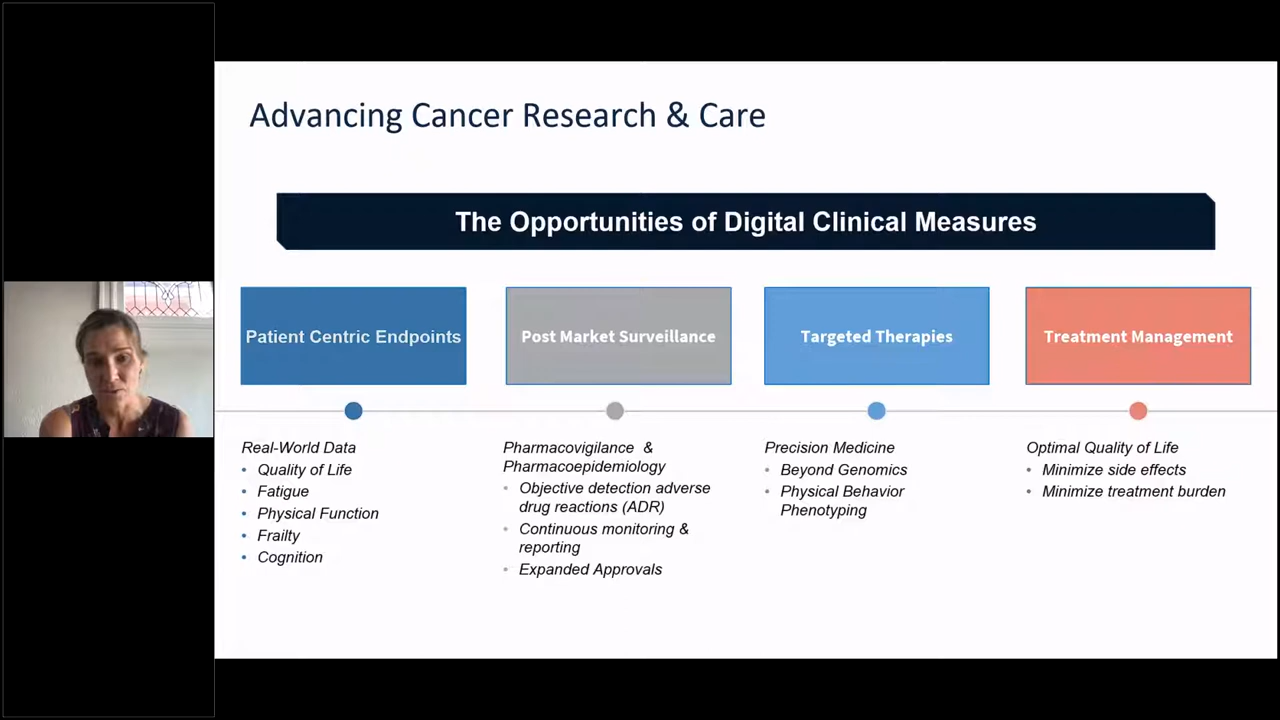 Advancing Cancer Research & Care
The Opportunities of Digital Clinical Measures
Patient Centric Endpoints
Post Market Surveillance
Targeted Therapies
Treatment Management
Real-World Data
• Quality of Life
• Fatigue
• Physical Function
• Frailty
• Cognition
Pharmacovigilance &
Pharmacoepidemiology
• Objective detection adverse
drug reactions (ADR)
• Continuous monitoring &
reporting
• Expanded Approvals
Precision Medicine
• Beyond Genomics
• Physical Behavior
Phenotyping
Optimal Quality of Life
• Minimize side effects
• Minimize treatment burden